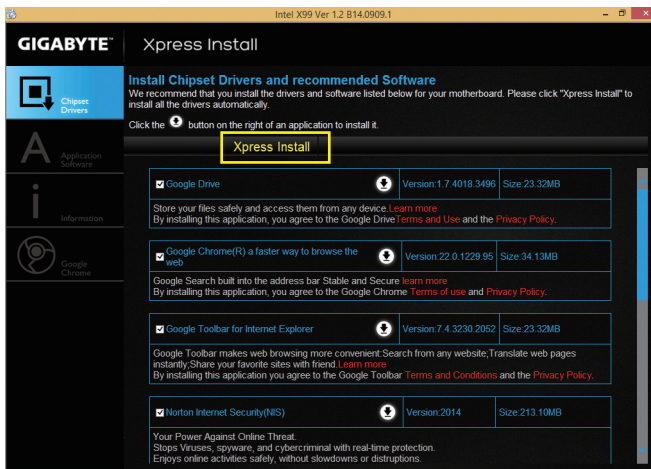 Intel X99 Ver 1.2 B14.0909.1
GIGABYTE™
Xpress Install
Chipset
Drivers
Application
Software
Information
Google
Chrome
Install Chipset Drivers and recommended Software
We recommend that you install the drivers and software listed below for your motherboard. Please click "Xpress Install" to
install all the drivers automatically.
Click the button on the right of an application to install it.
Xpress Install
Google Drive Version:1.7.4018.3496 Size:23.32MB
Store your files safely and access them from any device.Learn more
By installing this application, you agree to the Google DriveTerms and Use and the Privacy Policy.
Google Chrome(R) a faster way to browse the
web Version:22.0.1229.95 Size:34.13MB
Google Search built into the address bar Stable and Secure learn more
By installing this application, you agree to the Google Chrome Terms of use and Privacy Policy.
Google Toolbar for Internet Explorer Version:7.4.3230.2052 Size:23.32MB
Google Toolbar makes web browsing more convenient:Search from any website;Translate web pages
instantly;Share your favorite sites with friend.Learn more
By installing this application you agree to the Google Toolbar Terms and Conditions and the Privacy Policy.
Norton Internet Security(NIS) Version:2014 Size:213.10MB
Your Power Against Online Threat.
Stops Viruses, spyware, and cybercriminal with real-time protection.
Enjoys online activities safely, without slowdowns or distruptions.